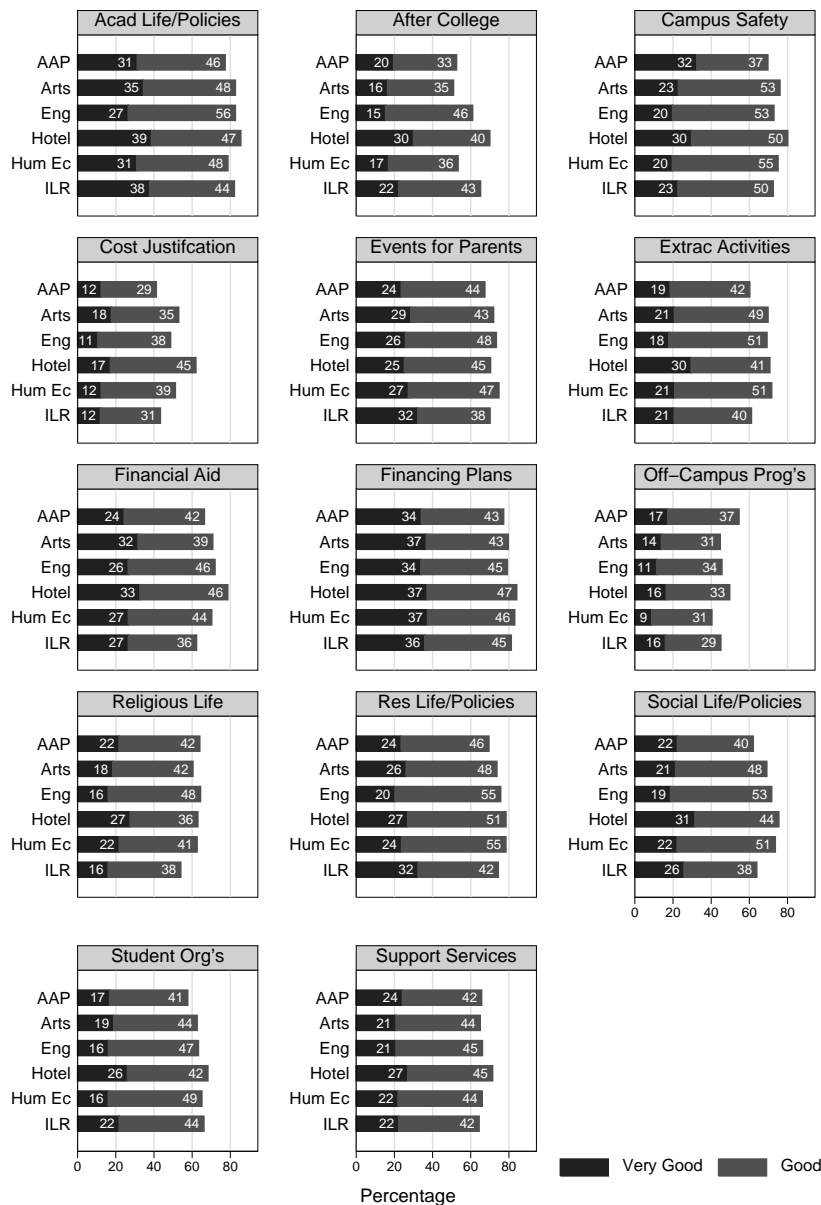 Acad Life/Policies
AAP 31 46
Arts 35 48
Eng 27 56
Hotel 39 47
Hum Ec 31 48
ILR 38 44
After College
20 33
16 35
15 46
30 40
17 36
22 43
AAP
Arts
Eng
Hotel
Hum Ec
ILR
Campus Safety
AAP 32 37
Arts 23 53
Eng 20 53
Hotel 30 50
Hum Ec 20 55
ILR 23 50
Cost Justifcation
AAP 12 29
Arts 18 35
Eng 11 38
Hotel 17 45
Hum Ec 12 39
ILR 12 31
Events for Parents
AAP 24 44
Arts 29 43
Eng 26 48
Hotel 25 45
Hum Ec 27 47
ILR 32 38
Extrac Activities
AAP 19 42
Arts 21 49
Eng 18 51
Hotel 30 41
Hum Ec 21 51
ILR 21 40
Financial Aid
AAP 24 42
Arts 32 39
Eng 26 46
Hotel 33 46
Hum Ec 27 44
ILR 27 36
Financing Plans
AAP 34 43
Arts 37 43
Eng 34 45
Hotel 37 47
Hum Ec 37 46
ILR 36 45
Off−Campus Prog's
AAP 17 37
Arts 14 31
Eng 11 34
Hotel 16 33
Hum Ec 9 31
ILR 16 29
Religious Life
AAP 22 42
Arts 18 42
Eng 16 48
Hotel 27 36
Hum Ec 22 41
ILR 16 38
Res Life/Policies
AAP 24 46
Arts 26 48
Eng 20 55
Hotel 27 51
Hum Ec 24 55
ILR 32 42
Social Life/Policies
AAP 22 40
Arts 21 48
Eng 19 53
Hotel 31 44
Hum Ec 22 51
ILR 26 38
0 20 40 60 80
Student Org's
AAP 17 41
Arts 19 44
Eng 16 47
Hotel 26 42
Hum Ec 16 49
ILR 22 44
0 20 40 60 80
Support Services
AAP 24 42
Arts 21 44
Eng 21 45
Hotel 27 45
Hum Ec 22 44
ILR 22 42
0 20 40 60 80
Very Good Good
Percentage